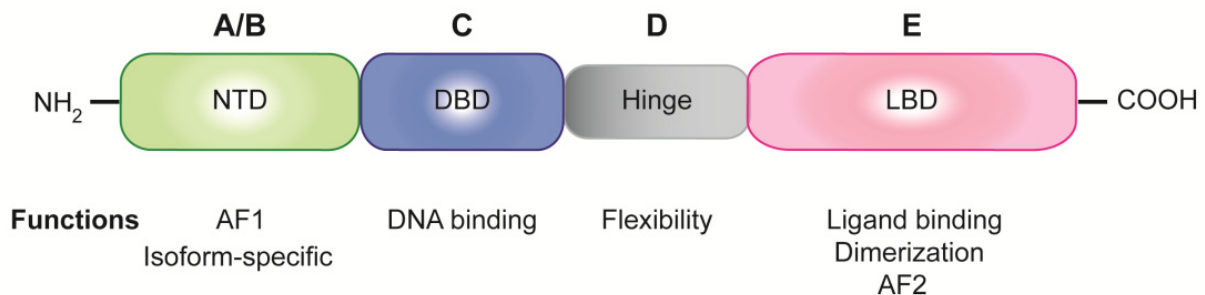 A/B C D E
NH2 NTD DBD Hinge LBD COOH
Functions AF1 DNA binding Flexibility Ligand binding
Isoform-specific Dimerization
AF2